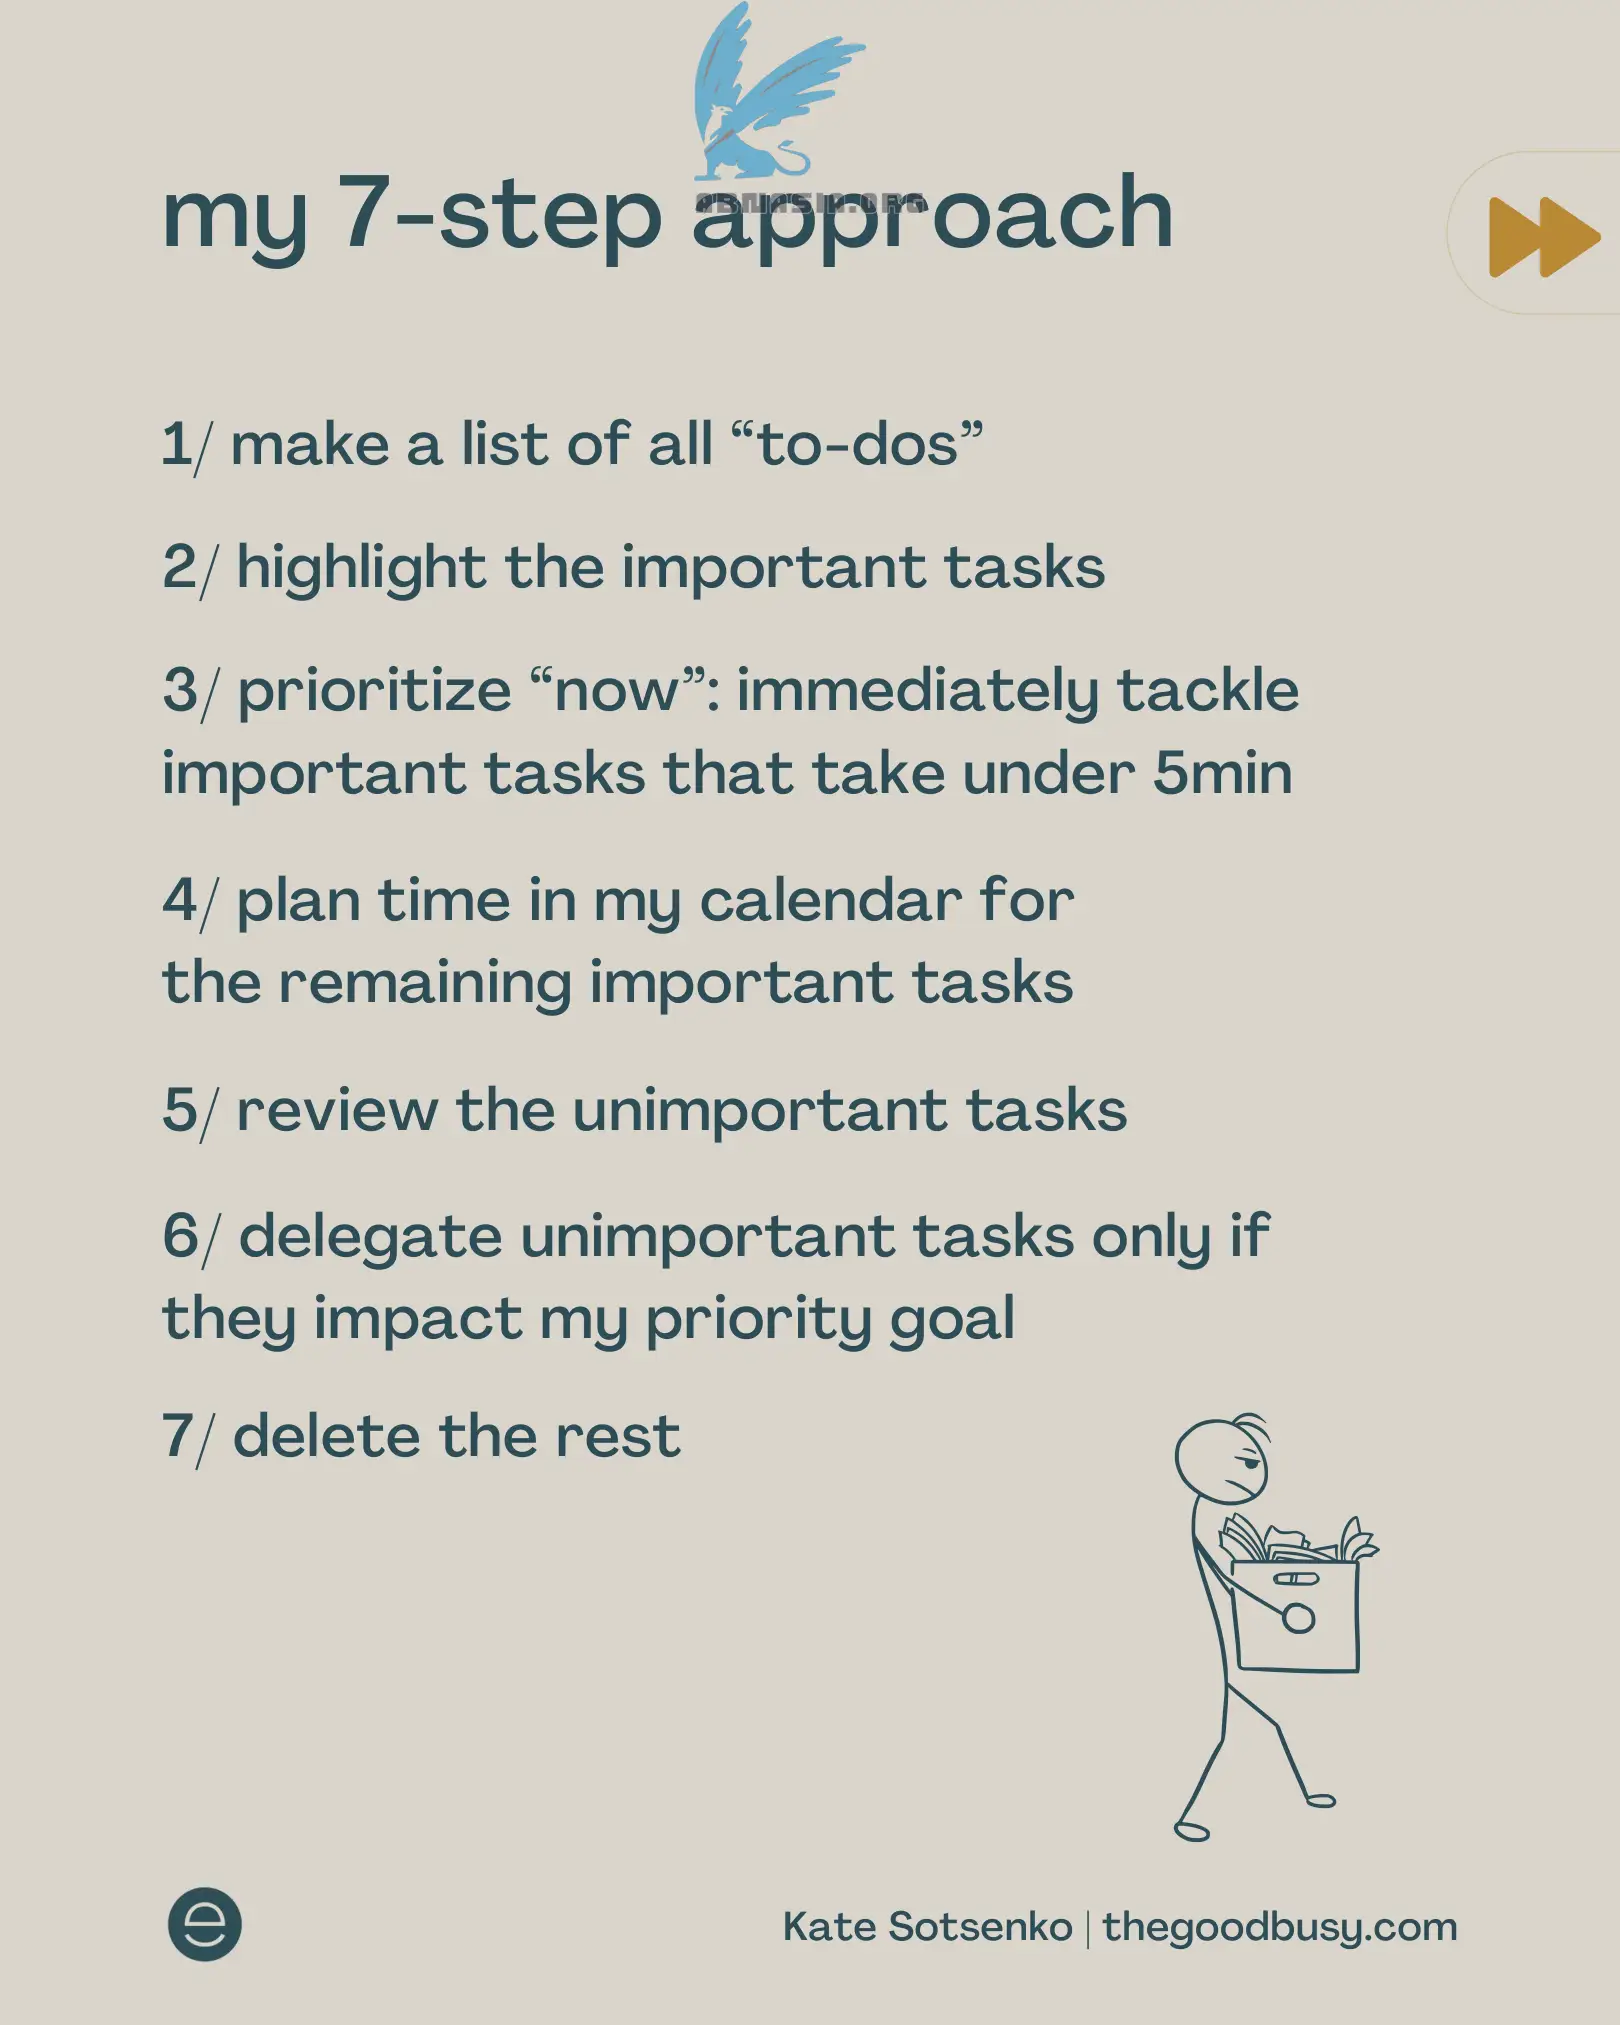 ABNASIA.ORG
my 7-step approach
1/ make a list of all “to-dos”
2/ highlight the important tasks
3/ prioritize “now”: immediately tackle
important tasks that take under 5min
4/ plan time in my calendar for
the remaining important tasks
5/ review the unimportant tasks
6/ delegate unimportant tasks only if
they impact my priority goal
7/ delete the rest
e
Kate Sotsenko | thegoodbusy.com